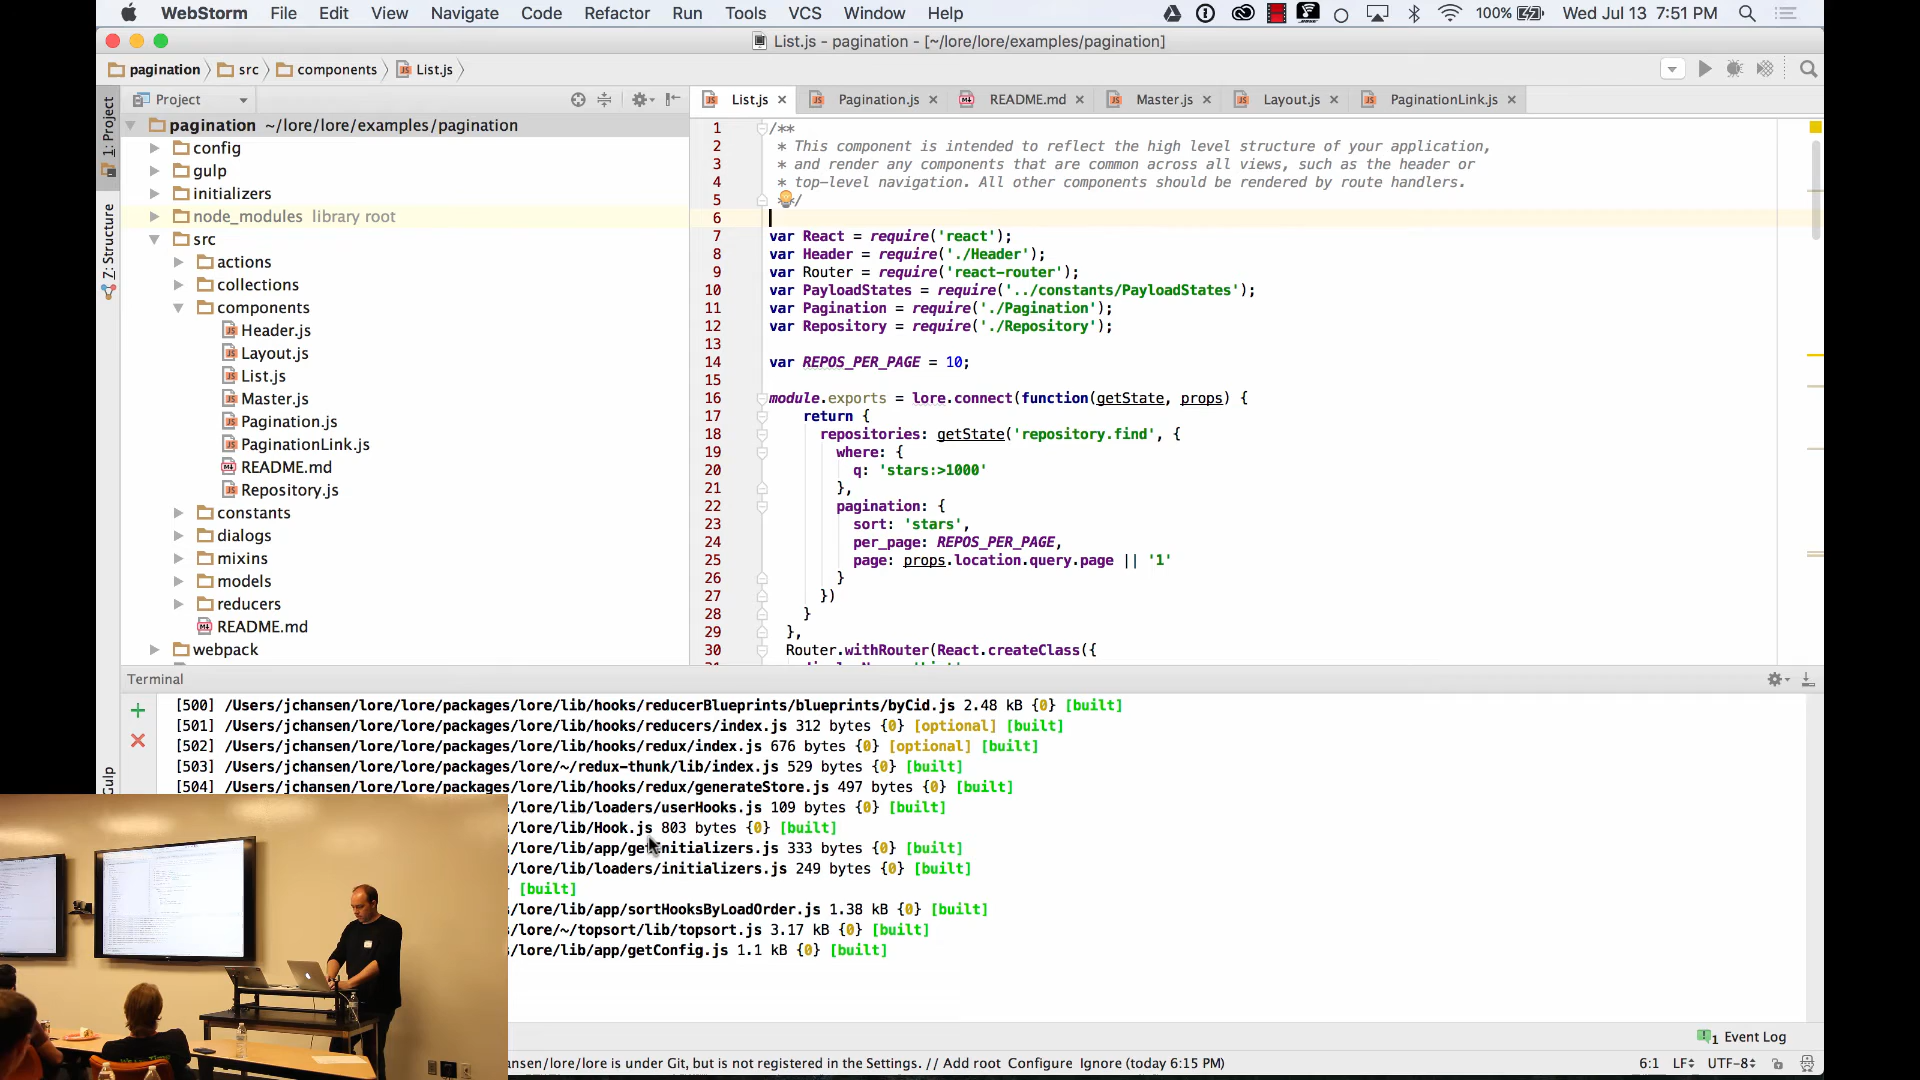 WebStorm File Edit View Navigate Code Refactor Run Tools VCS Window Help 100% Wed Jul 13 7:51 PM
List.js - pagination - [~/lore/lore/examples/pagination]
pagination src components List.js
Project
List.js Pagination.js README.md Master.js Layout.js PaginationLink.js
1: Project
Z: Structure
Gulp
pagination ~/lore/lore/examples/pagination
config
gulp
initializers
node_modules library root
src
actions
collections
components
Header.js
Layout.js
List.js
Master.js
Pagination.js
PaginationLink.js
README.md
Repository.js
constants
dialogs
mixins
models
reducers
README.md
webpack
1 /**
2 * This component is intended to reflect the high level structure of your application,
3 * and render any components that are common across all views, such as the header or
4 * top-level navigation. All other components should be rendered by route handlers.
5 */
6
7 var React = require('react');
8 var Header = require('./Header');
9 var Router = require('react-router');
10 var PayloadStates = require('../constants/PayloadStates');
11 var Pagination = require('./Pagination');
12 var Repository = require('./Repository');
13
14 var REPOS_PER_PAGE = 10;
15
16 module.exports = lore.connect(function(getState, props) {
17 return {
18 repositories: getState('repository.find', {
19 where: {
20 q: 'stars:>1000'
21 },
22 pagination: {
23 sort: 'stars',
24 per_page: REPOS_PER_PAGE,
25 page: props.location.query.page || '1'
26 }
27 })
28 }
29 },
30 Router.withRouter(React.createClass({
Terminal
[500] /Users/jchansen/lore/lore/packages/lore/lib/hooks/reducerBlueprints/blueprints/byCid.js 2.48 kB {0} [built]
[501] /Users/jchansen/lore/lore/packages/lore/lib/hooks/reducers/index.js 312 bytes {0} [optional] [built]
[502] /Users/jchansen/lore/lore/packages/lore/lib/hooks/redux/index.js 676 bytes {0} [optional] [built]
[503] /Users/jchansen/lore/lore/packages/lore/~/redux-thunk/lib/index.js 529 bytes {0} [built]
[504] /Users/jchansen/lore/lore/packages/lore/lib/hooks/redux/generateStore.js 497 bytes {0} [built]
/lore/lib/loaders/userHooks.js 109 bytes {0} [built]
/lore/lib/Hook.js 803 bytes {0} [built]
/lore/lib/app/getInitializers.js 333 bytes {0} [built]
/lore/lib/loaders/initializers.js 249 bytes {0} [built]
[built]
/lore/lib/app/sortHooksByLoadOrder.js 1.38 kB {0} [built]
/lore/~/topsort/lib/topsort.js 3.17 kB {0} [built]
/lore/lib/app/getConfig.js 1.1 kB {0} [built]
1 Event Log
ansen/lore/lore is under Git, but is not registered in the Settings. // Add root Configure Ignore (today 6:15 PM)
6:1 LF UTF-8